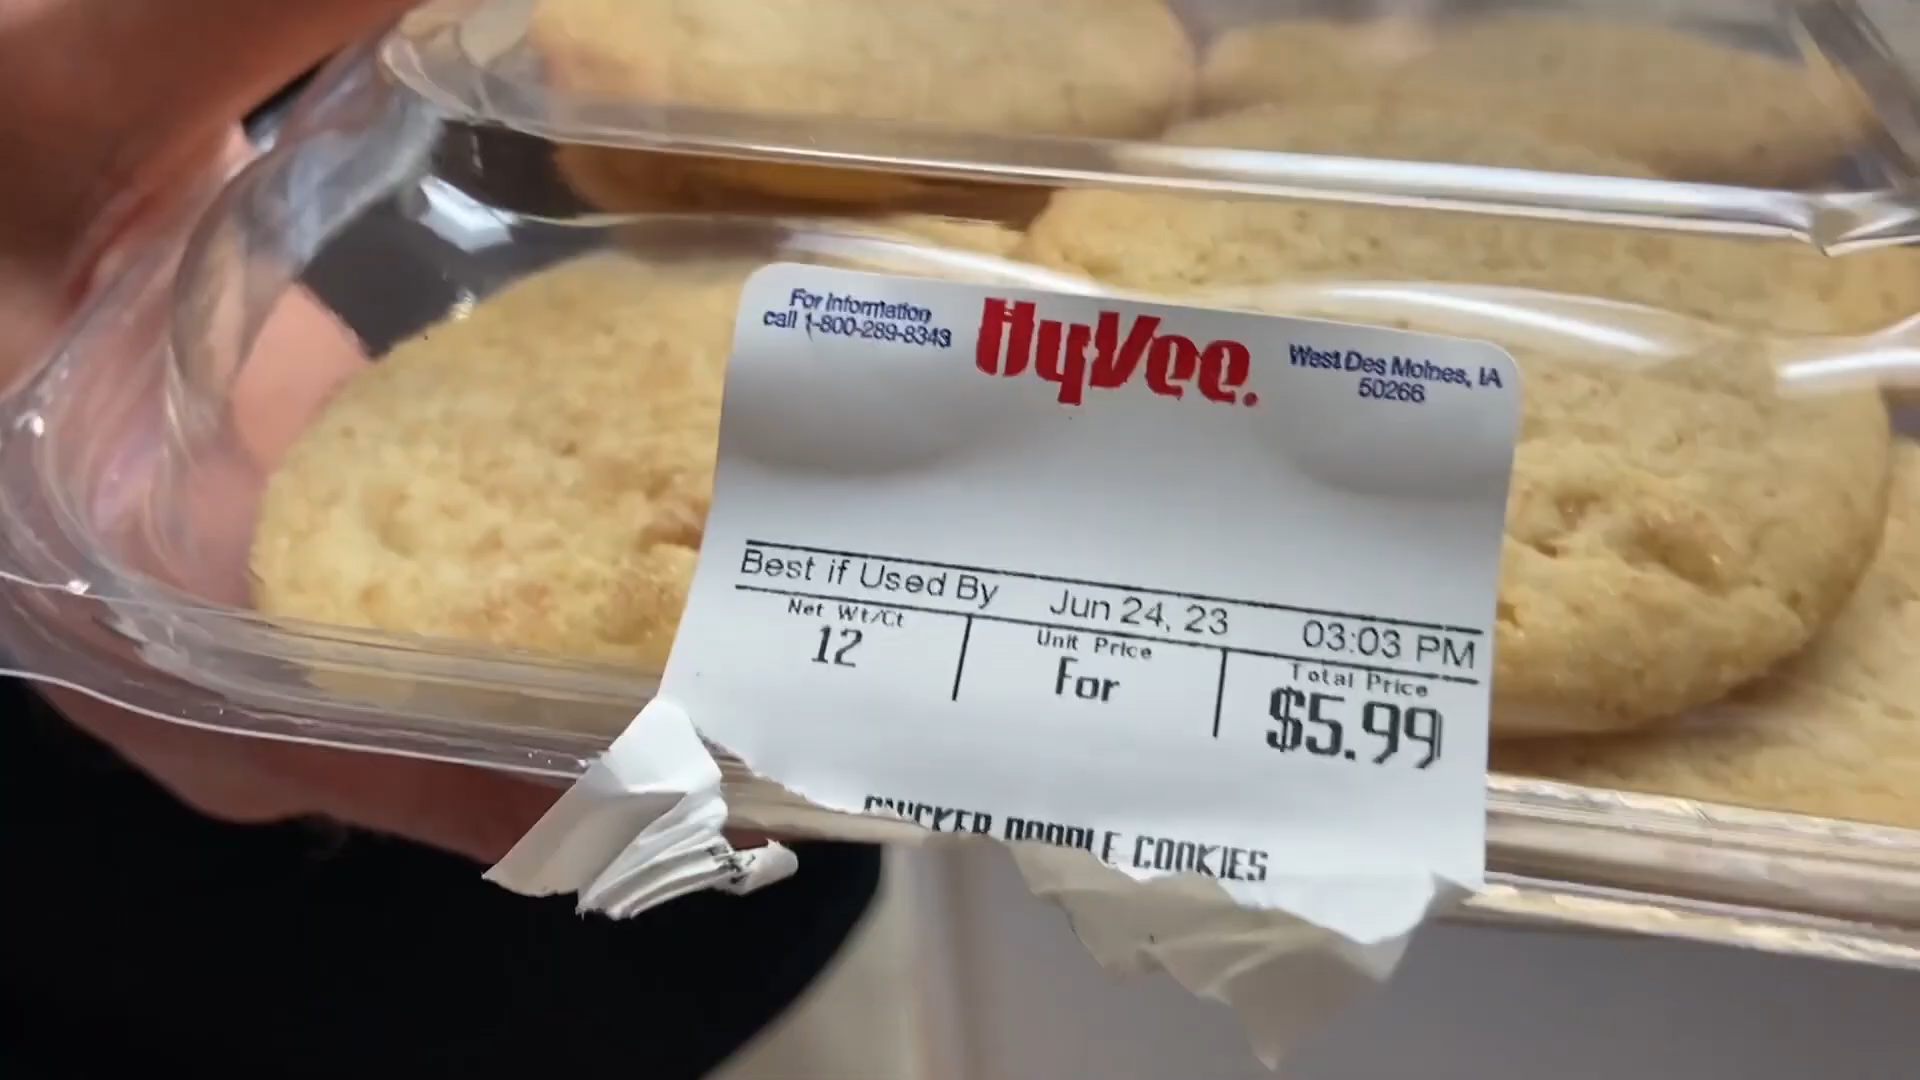 For Information
call 1-800-289-8343
HyVee.
West Des Moines, IA
50266
Best if Used By Jun 24, 23 03:03 PM
Net Wt/Ct
12
Unit Price
For
Total Price
$5.99
DOODLE COOKIES